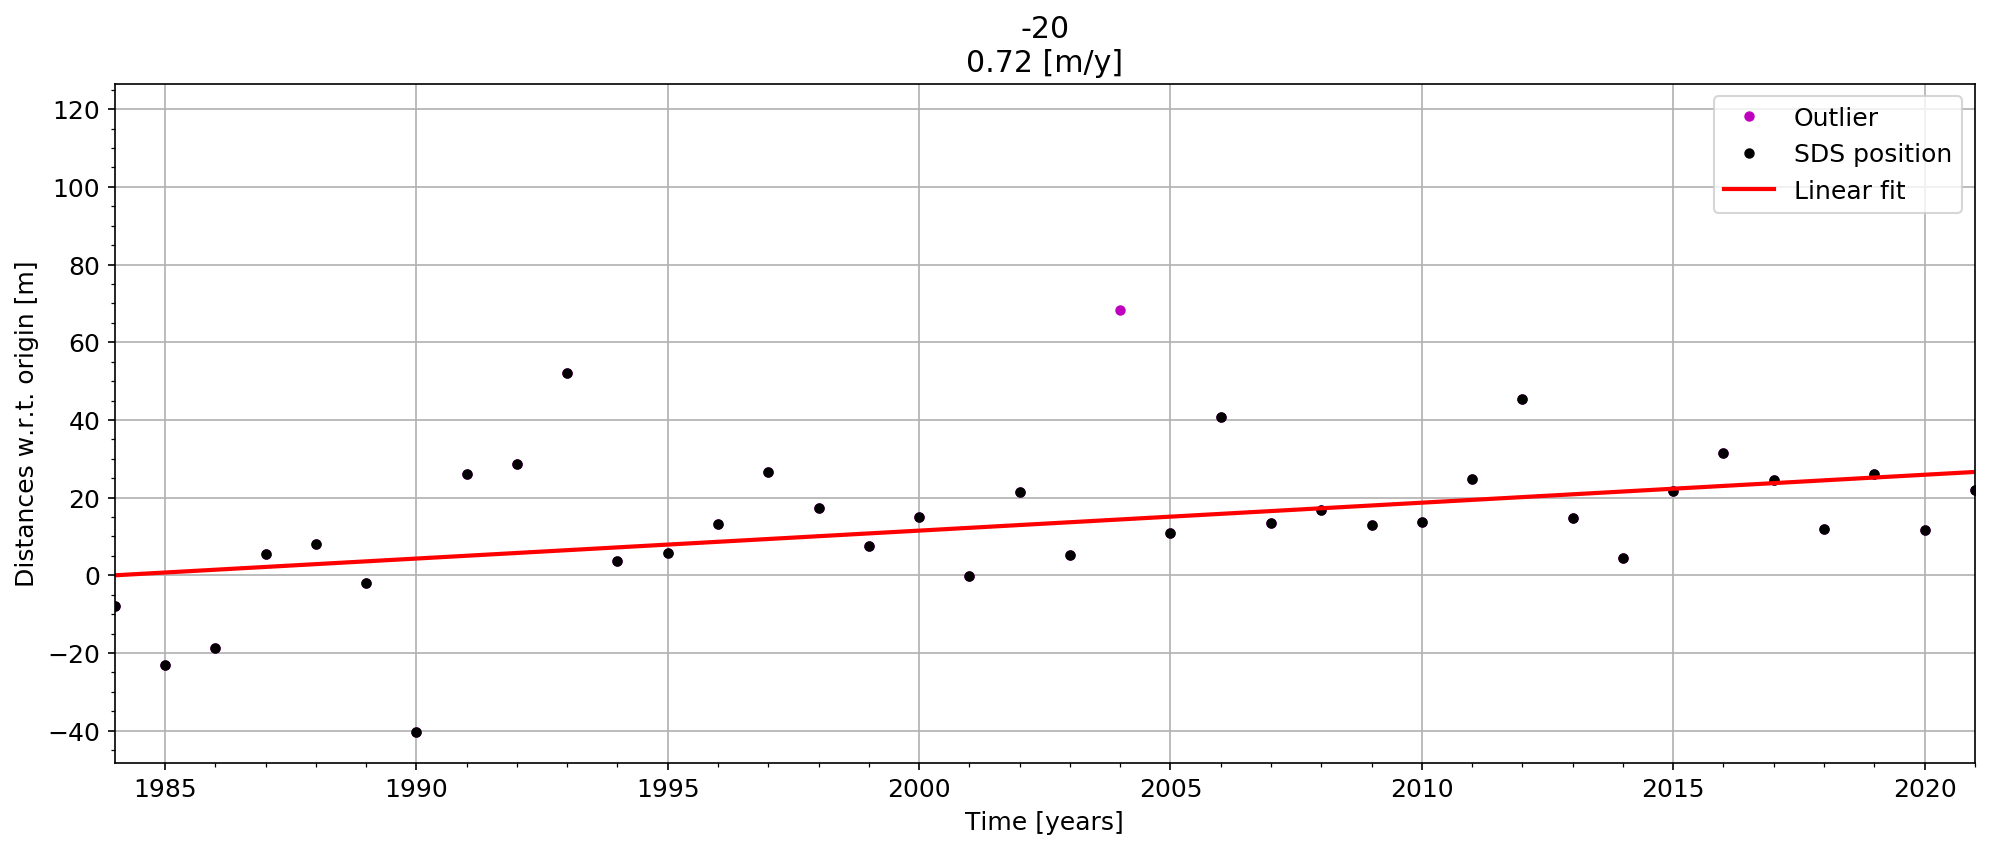 -20
0.72 [m/y]
Outlier
SDS position
Linear fit
Distances w.r.t. origin [m]
120
100
80
60
40
20
0
−20
−40
1985 1990 1995 2000 2005 2010 2015 2020
Time [years]